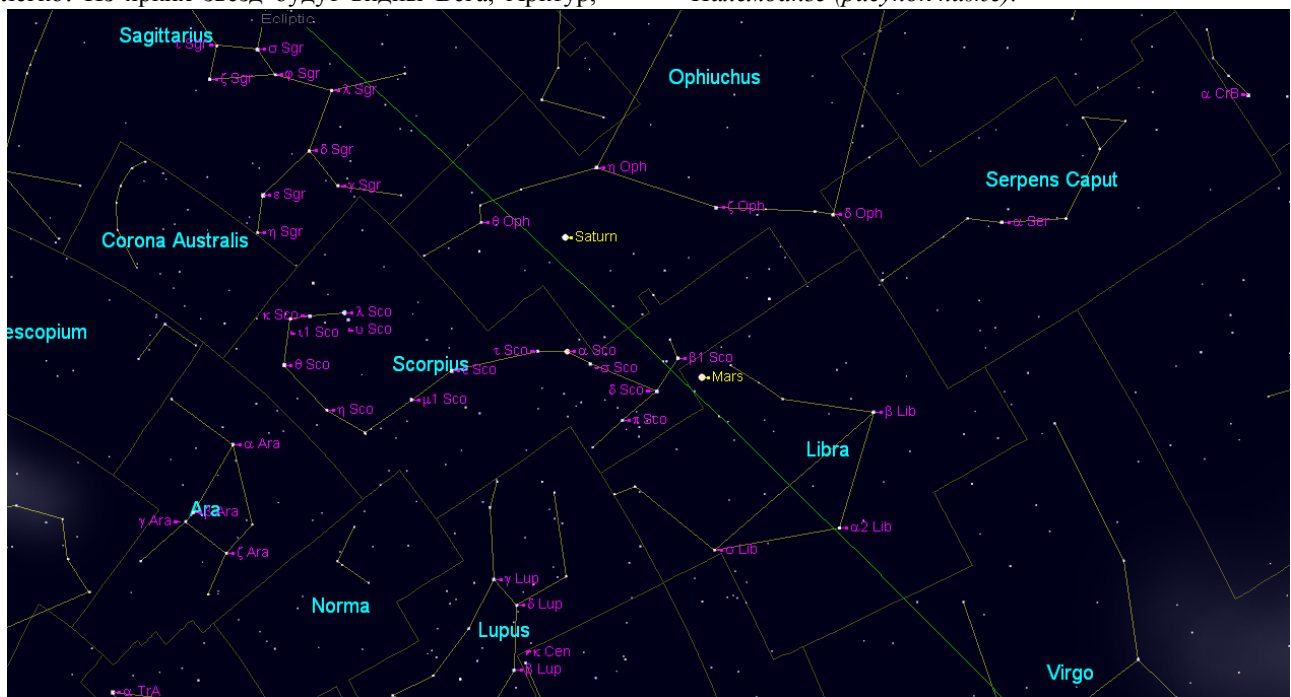 Ecliptic
Sagittarius
τ Sgr
σ Sgr
ζ Sgr
φ Sgr
λ Sgr
Ophiuchus
α CrB
δ Sgr
η Oph
γ Sgr
Serpens Caput
ε Sgr
ζ Oph
δ Oph
α Ser
θ Oph
η Sgr
Corona Australis
Saturn
κ Sco
λ Sco
ι1 Sco
υ Sco
escopium
θ Sco
Scorpius
ε Sco
τ Sco
α Sco
σ Sco
β1 Sco
Mars
δ Sco
μ1 Sco
η Sco
π Sco
β Lib
Libra
α Ara
Ara
γ Ara
ζ Ara
α2 Lib
σ Lib
γ Lup
Norma
δ Lup
Lupus
κ Cen
β Lup
Virgo
α TrA